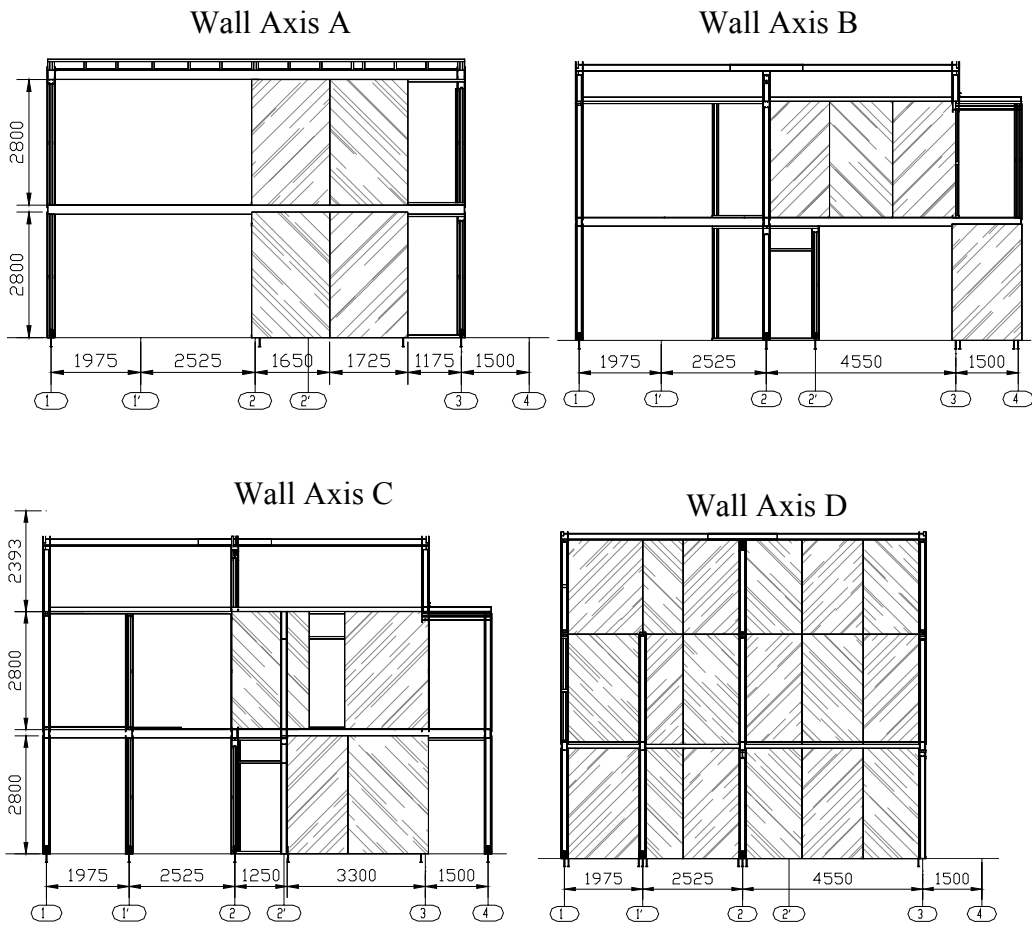 Wall Axis A
2800
2800
1975 2525 1650 1725 1175 1500
1 1' 2 2' 3 4
Wall Axis B
1975 2525 4550 1500
1 1' 2 2' 3 4
Wall Axis C
2393
2800
2800
1975 2525 1250 3300 1500
1 1' 2 2' 3 4
Wall Axis D
1975 2525 4550 1500
1 1' 2 2' 3 4